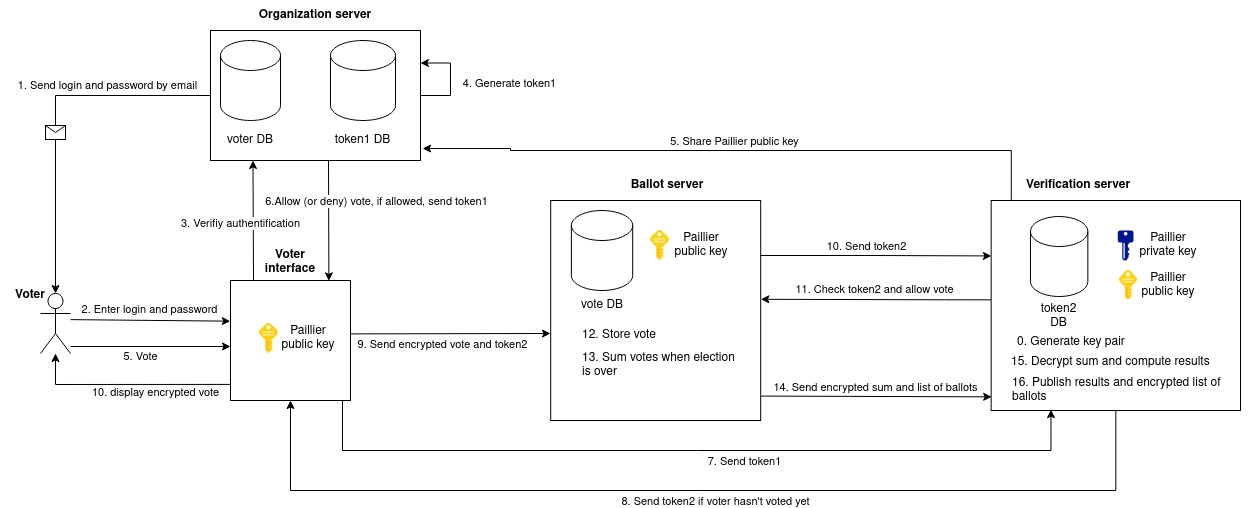 Organization server
1. Send login and password by email
4. Generate token1
voter DB
token1 DB
5. Share Paillier public key
Ballot server
Verification server
6.Allow (or deny) vote, if allowed, send token1
3. Verifiy authentification
Voter
interface
Paillier
public key
10. Send token2
Paillier
private key
Paillier
public key
11. Check token2 and allow vote
Voter
2. Enter login and password
vote DB
token2
DB
Paillier
public key
12. Store vote
0. Generate key pair
9. Send encrypted vote and token2
5. Vote
13. Sum votes when election
is over
15. Decrypt sum and compute results
14. Send encrypted sum and list of ballots
16. Publish results and encrypted list of
ballots
10. display encrypted vote
7. Send token1
8. Send token2 if voter hasn't voted yet